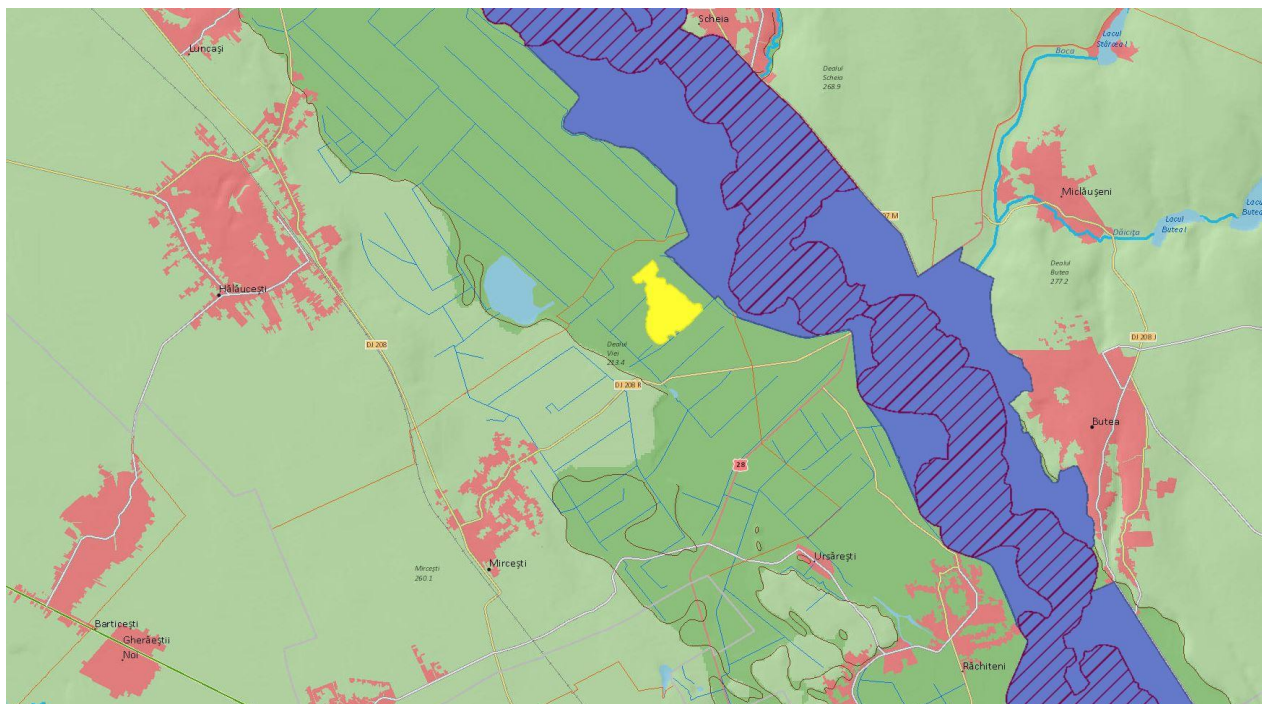 Scheia
Lacul
Stârcea I
Luncași
Boca
Dealul
Scheia
268.9
Miclăușeni
Lacul
Butea
Lacul
Butea I
Dăicița
Dealul
Butea
277.2
Hălăucești
DJ 208
Dealul
Viei
213.4
DJ 208 J
DJ 208 R
Butea
28
Mircești
Mircești
260.1
Ursărești
Barticești
Gherăeștii
Noi
Răchiteni